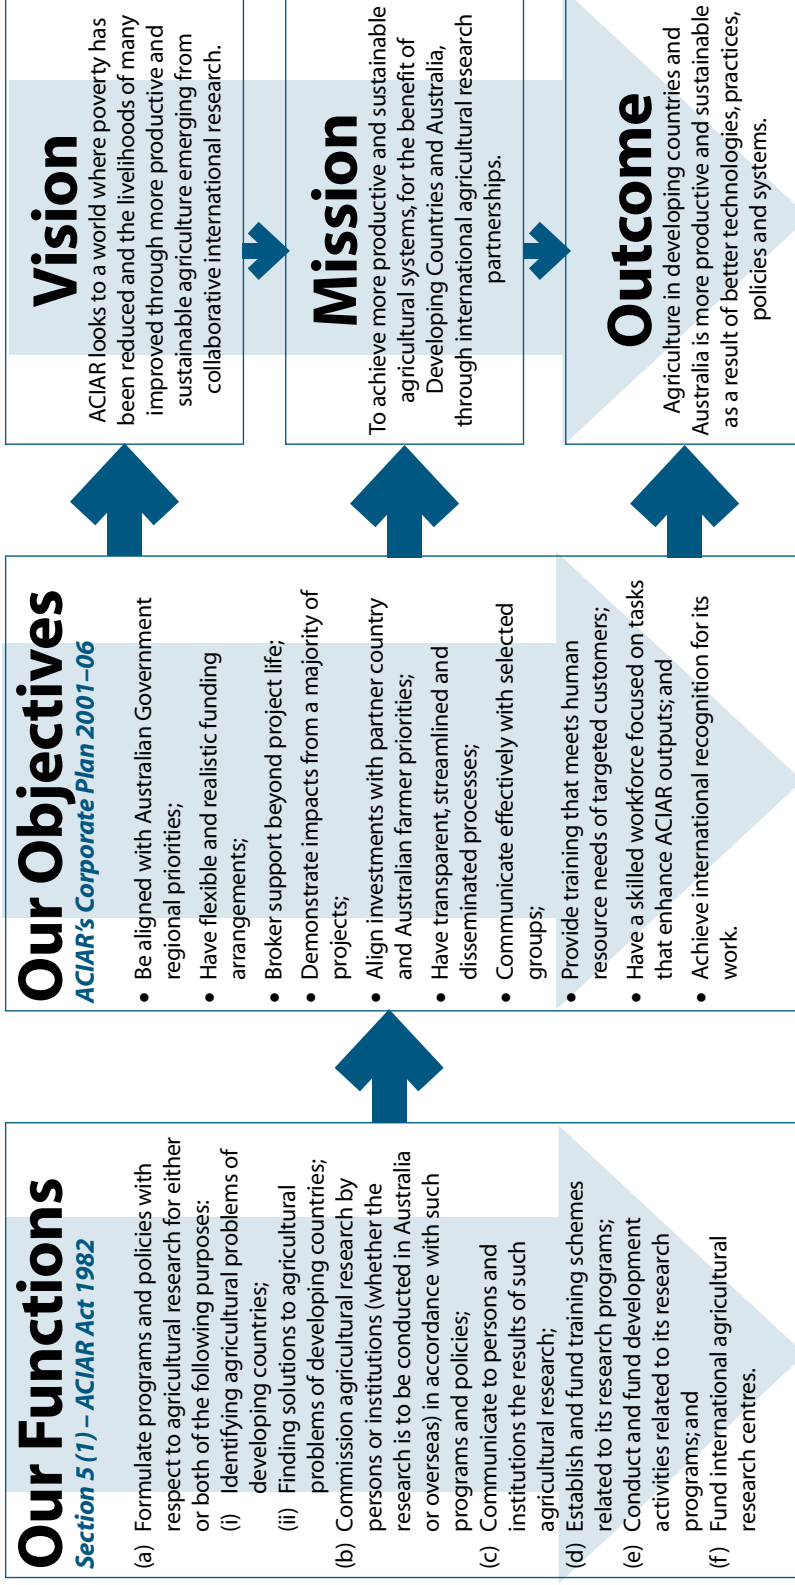 Our Functions
Section 5 (1) – ACIAR Act 1982
(a) Formulate programs and policies with
respect to agricultural research for either
or both of the following purposes:
(i) Identifying agricultural problems of
developing countries;
(ii) Finding solutions to agricultural
problems of developing countries;
(b) Commission agricultural research by
persons or institutions (whether the
research is to be conducted in Australia
or overseas) in accordance with such
programs and policies;
(c) Communicate to persons and
institutions the results of such
agricultural research;
(d) Establish and fund training schemes
related to its research programs;
(e) Conduct and fund development
activities related to its research
programs; and
(f) Fund international agricultural
research centres.
Our Objectives
ACIAR's Corporate Plan 2001–06
• Be aligned with Australian Government
regional priorities;
• Have flexible and realistic funding
arrangements;
• Broker support beyond project life;
• Demonstrate impacts from a majority of
projects;
• Align investments with partner country
and Australian farmer priorities;
• Have transparent, streamlined and
disseminated processes;
• Communicate effectively with selected
groups;
• Provide training that meets human
resource needs of targeted customers;
• Have a skilled workforce focused on tasks
that enhance ACIAR outputs; and
• Achieve international recognition for its
work.
Vision
ACIAR looks to a world where poverty has
been reduced and the livelihoods of many
improved through more productive and
sustainable agriculture emerging from
collaborative international research.
Mission
To achieve more productive and sustainable
agricultural systems, for the benefit of
Developing Countries and Australia,
through international agricultural research
partnerships.
Outcome
Agriculture in developing countries and
Australia is more productive and sustainable
as a result of better technologies, practices,
policies and systems.